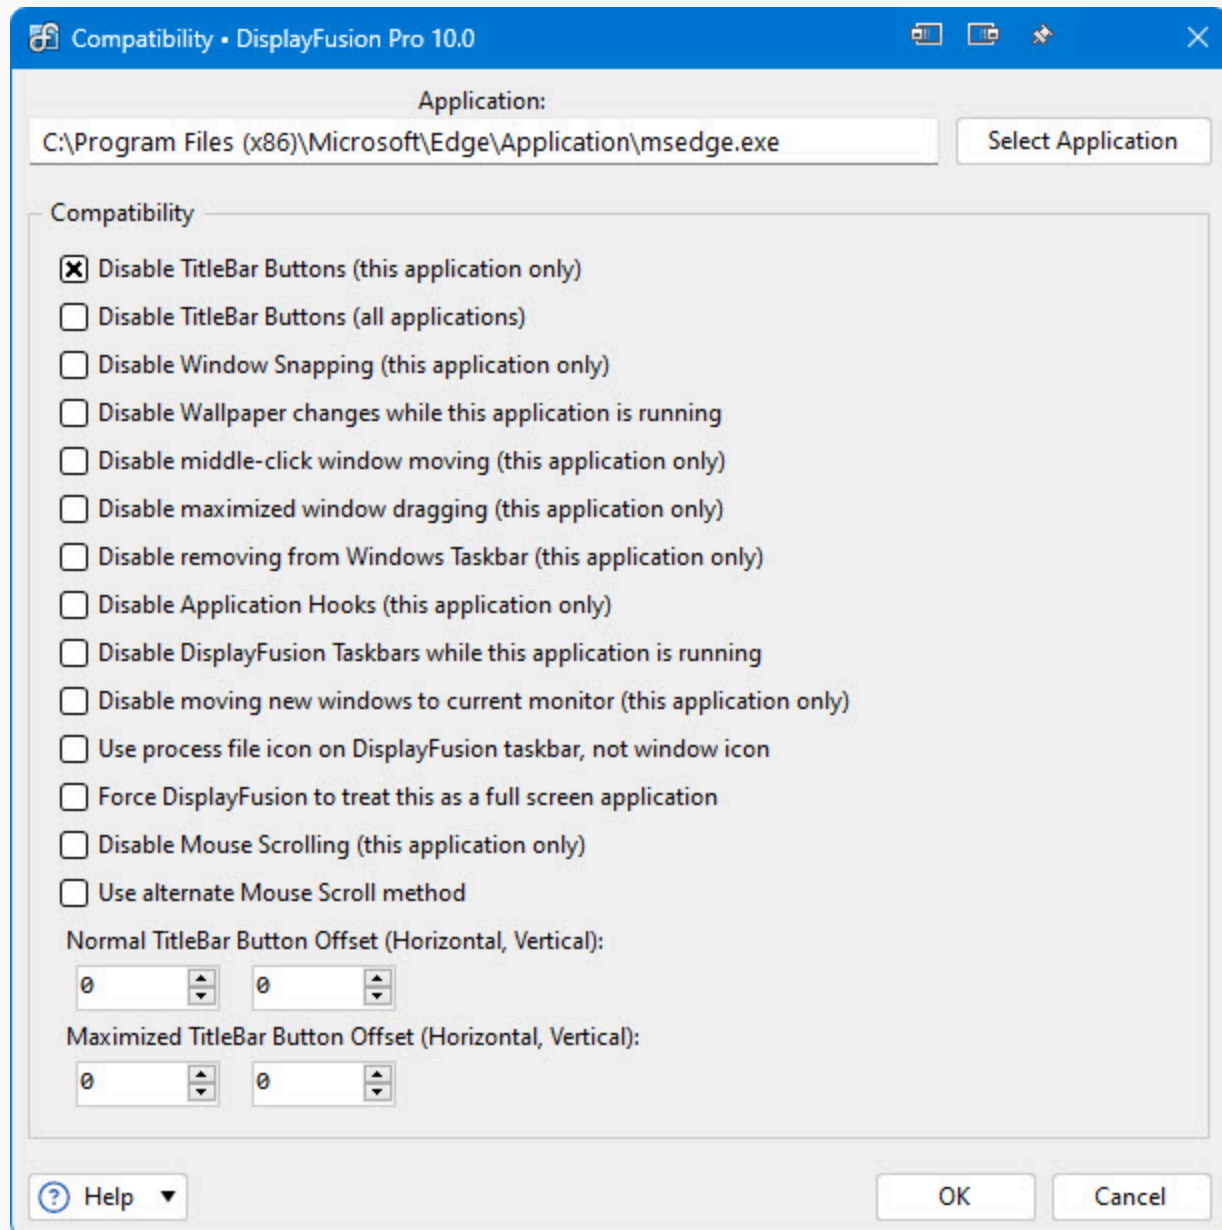 Compatibility • DisplayFusion Pro 10.0
Application:
C:\Program Files (x86)\Microsoft\Edge\Application\msedge.exe
Select Application
Compatibility
Disable TitleBar Buttons (this application only)
Disable TitleBar Buttons (all applications)
Disable Window Snapping (this application only)
Disable Wallpaper changes while this application is running
Disable middle-click window moving (this application only)
Disable maximized window dragging (this application only)
Disable removing from Windows Taskbar (this application only)
Disable Application Hooks (this application only)
Disable DisplayFusion Taskbars while this application is running
Disable moving new windows to current monitor (this application only)
Use process file icon on DisplayFusion taskbar, not window icon
Force DisplayFusion to treat this as a full screen application
Disable Mouse Scrolling (this application only)
Use alternate Mouse Scroll method
Normal TitleBar Button Offset (Horizontal, Vertical):
0 0
Maximized TitleBar Button Offset (Horizontal, Vertical):
0 0
? Help OK Cancel